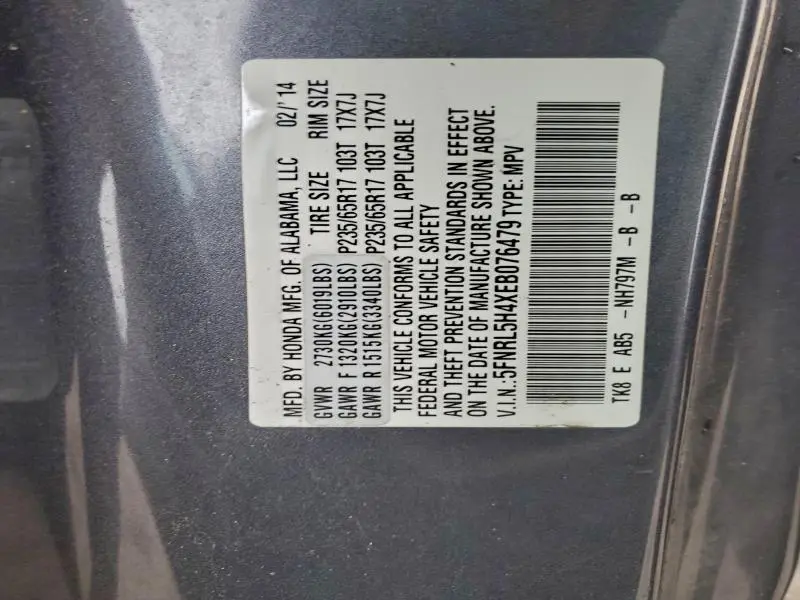 MFD. BY HONDA MFG. OF ALABAMA, LLC 02/'14
GVWR 2730KG(6019LBS) TIRE SIZE RIM SIZE
GAWR F 1320KG(2910LBS) P235/65R17 103T 17X7J
GAWR R 1515KG(3340LBS) P235/65R17 103T 17X7J
THIS VEHICLE CONFORMS TO ALL APPLICABLE
FEDERAL MOTOR VEHICLE SAFETY
AND THEFT PREVENTION STANDARDS IN EFFECT
ON THE DATE OF MANUFACTURE SHOWN ABOVE.
V.I.N.:5FNRL5H4XEB076479 TYPE: MPV
TK8 E AB5 -NH797M -B -B